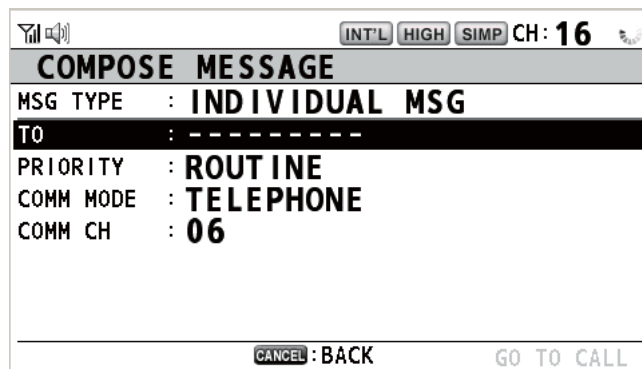 INT'L HIGH SIMP CH: 16
COMPOSE MESSAGE
MSG TYPE : INDIVIDUAL MSG
TO : ---------
PRIORITY : ROUTINE
COMM MODE : TELEPHONE
COMM CH : 06
CANCEL : BACK GO TO CALL